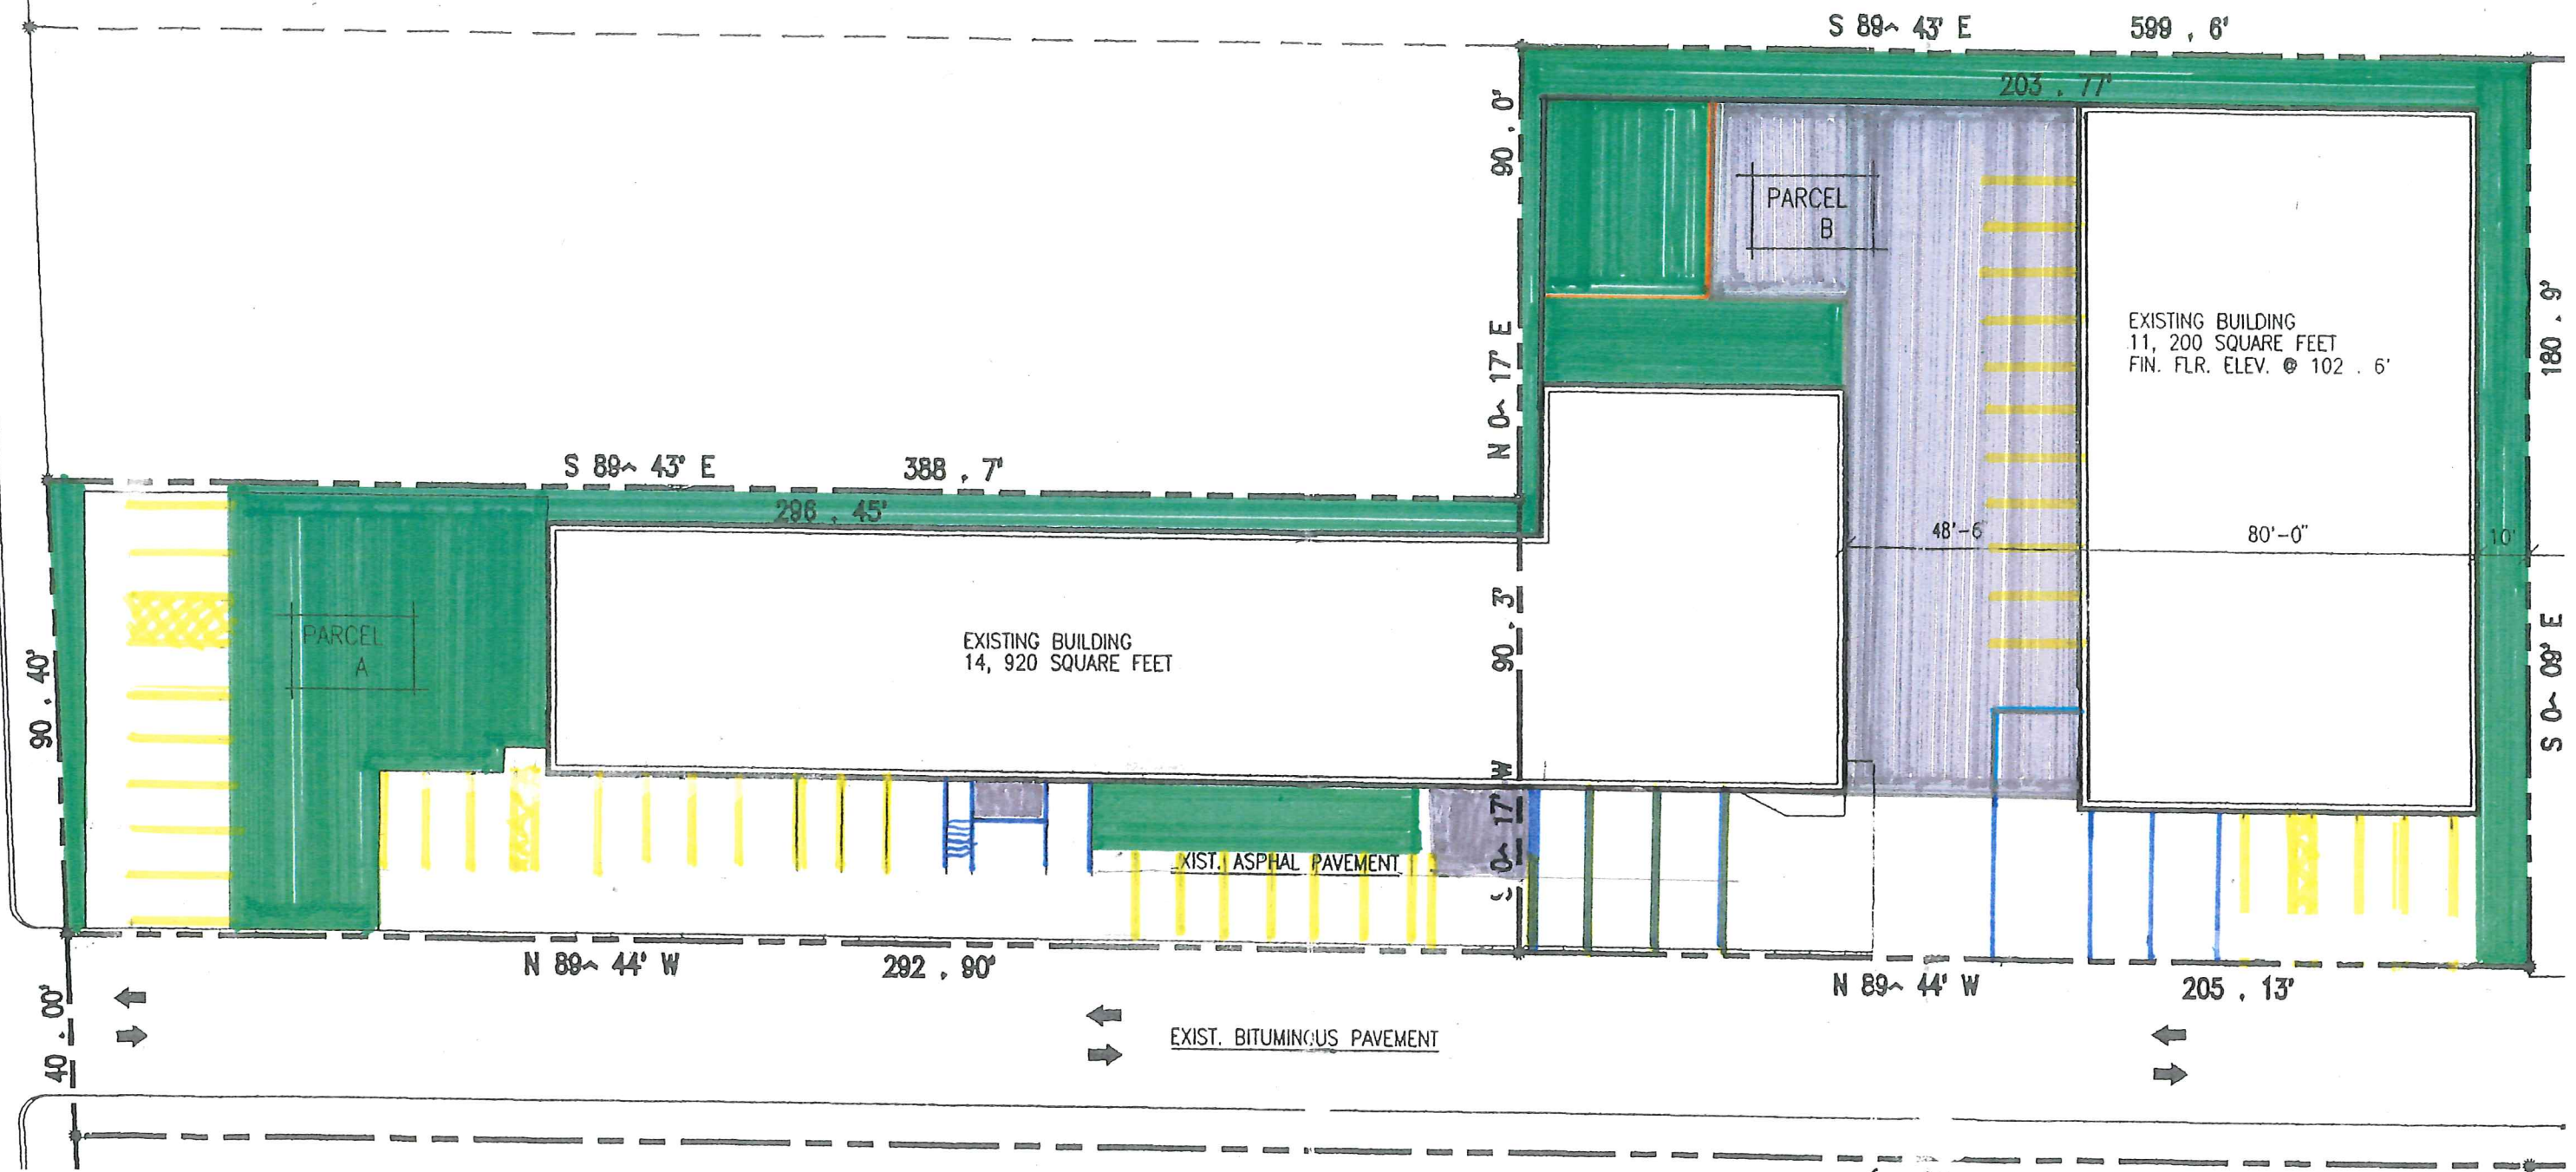 S 89^ 43' E 599 . 6'
203 . 77'
90 . 0'
PARCEL
B
N 0^ 17' E
EXISTING BUILDING
11, 200 SQUARE FEET
FIN. FLR. ELEV. @ 102 . 6'
180 . 9'
S 89^ 43' E 388 . 7'
296 . 45'
48'-6
80'-0"
10'
90 . 3'
PARCEL
A
EXISTING BUILDING
14, 920 SQUARE FEET
90 . 40'
S 0^ 09' E
S 0^ 17' W
XIST. ASPHAL PAVEMENT
N 89^ 44' W 292 . 90'
N 89^ 44' W 205 . 13'
40 . 00'
EXIST. BITUMINOUS PAVEMENT